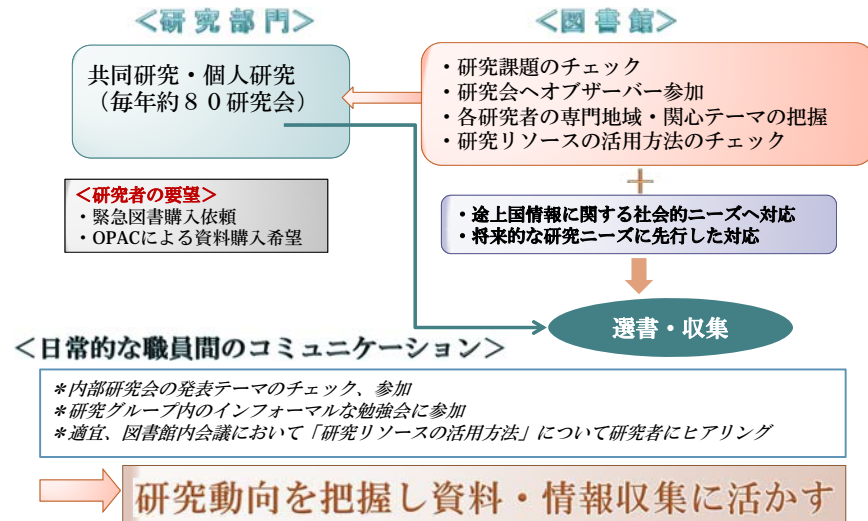 ＜研究部門＞
共同研究・個人研究
（毎年約８０研究会）
＜研究者の要望＞
・緊急図書購入依頼
・OPACによる資料購入希望
＜図書館＞
・研究課題のチェック
・研究会へオブザーバー参加
・各研究者の専門地域・関心テーマの把握
・研究リソースの活用方法のチェック
＋
・途上国情報に関する社会的ニーズへ対応
・将来的な研究ニーズに先行した対応
選書・収集
＜日常的な職員間のコミュニケーション＞
＊内部研究会の発表テーマのチェック、参加
＊研究グループ内のインフォーマルな勉強会に参加
＊適宜、図書館内会議において「研究リソースの活用方法」について研究者にヒアリング
研究動向を把握し資料・情報収集に活かす